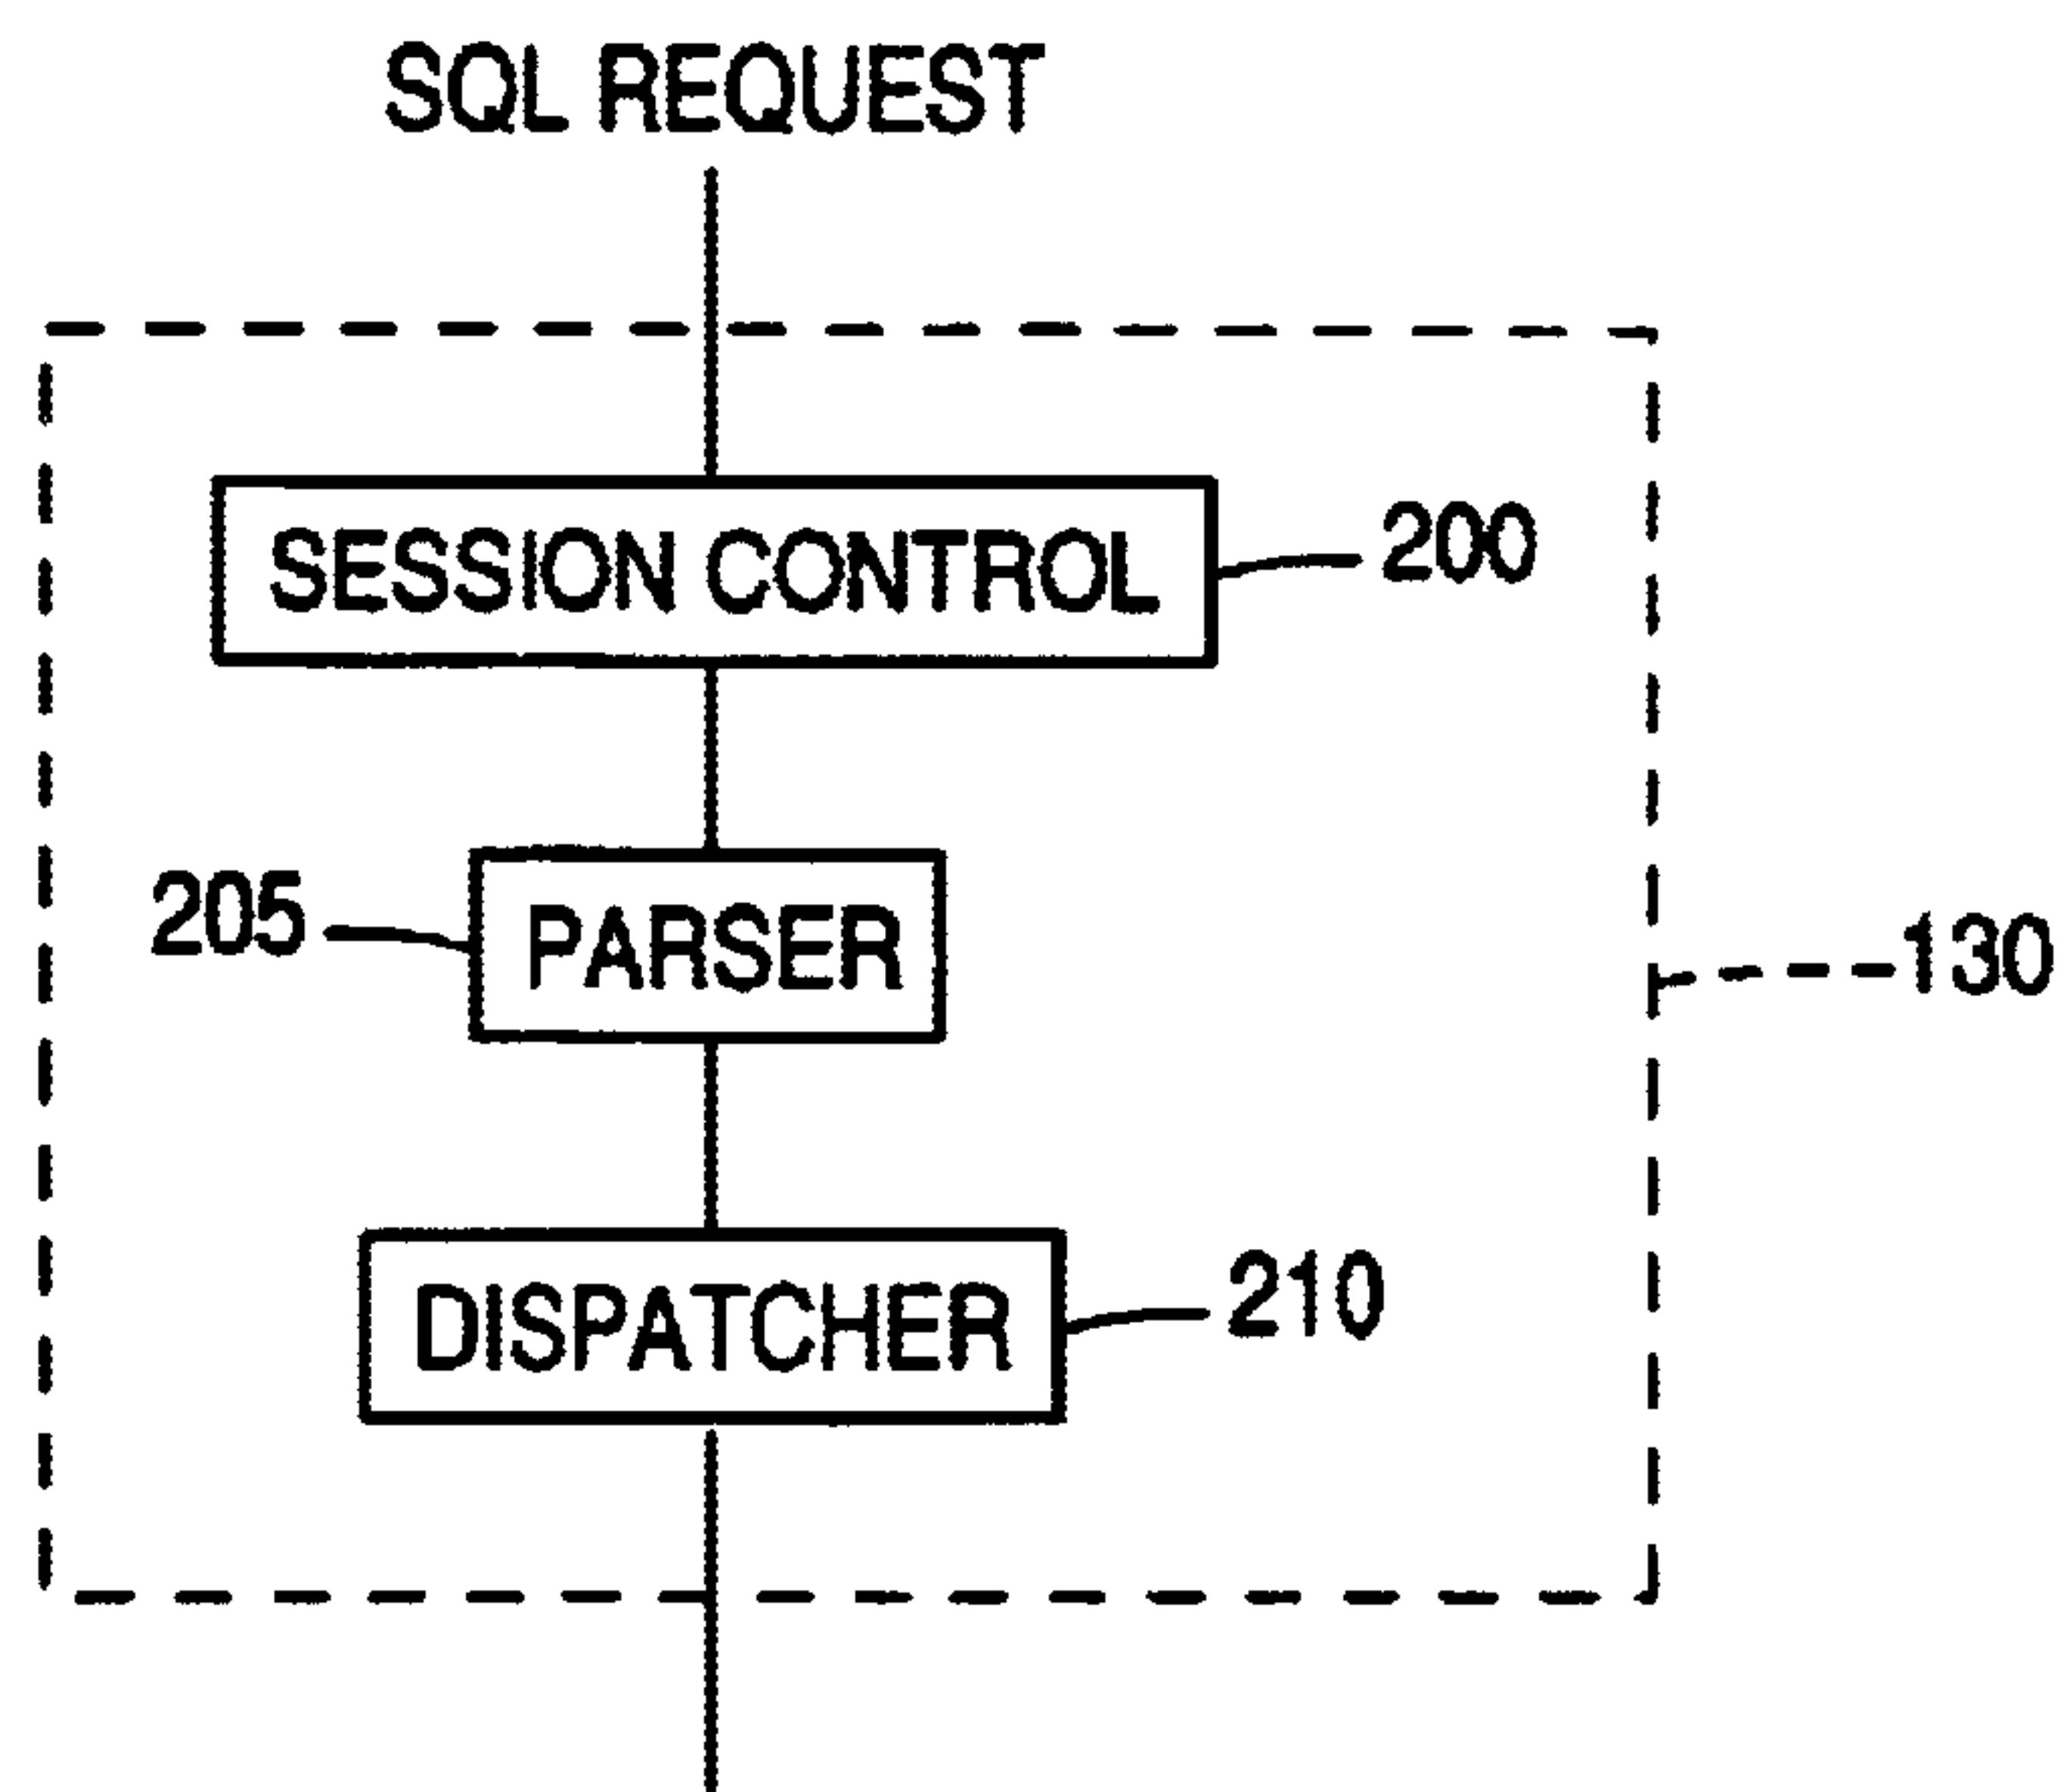 SQL REQUEST
SESSION CONTROL
200
205
PARSER
130
DISPATCHER
210